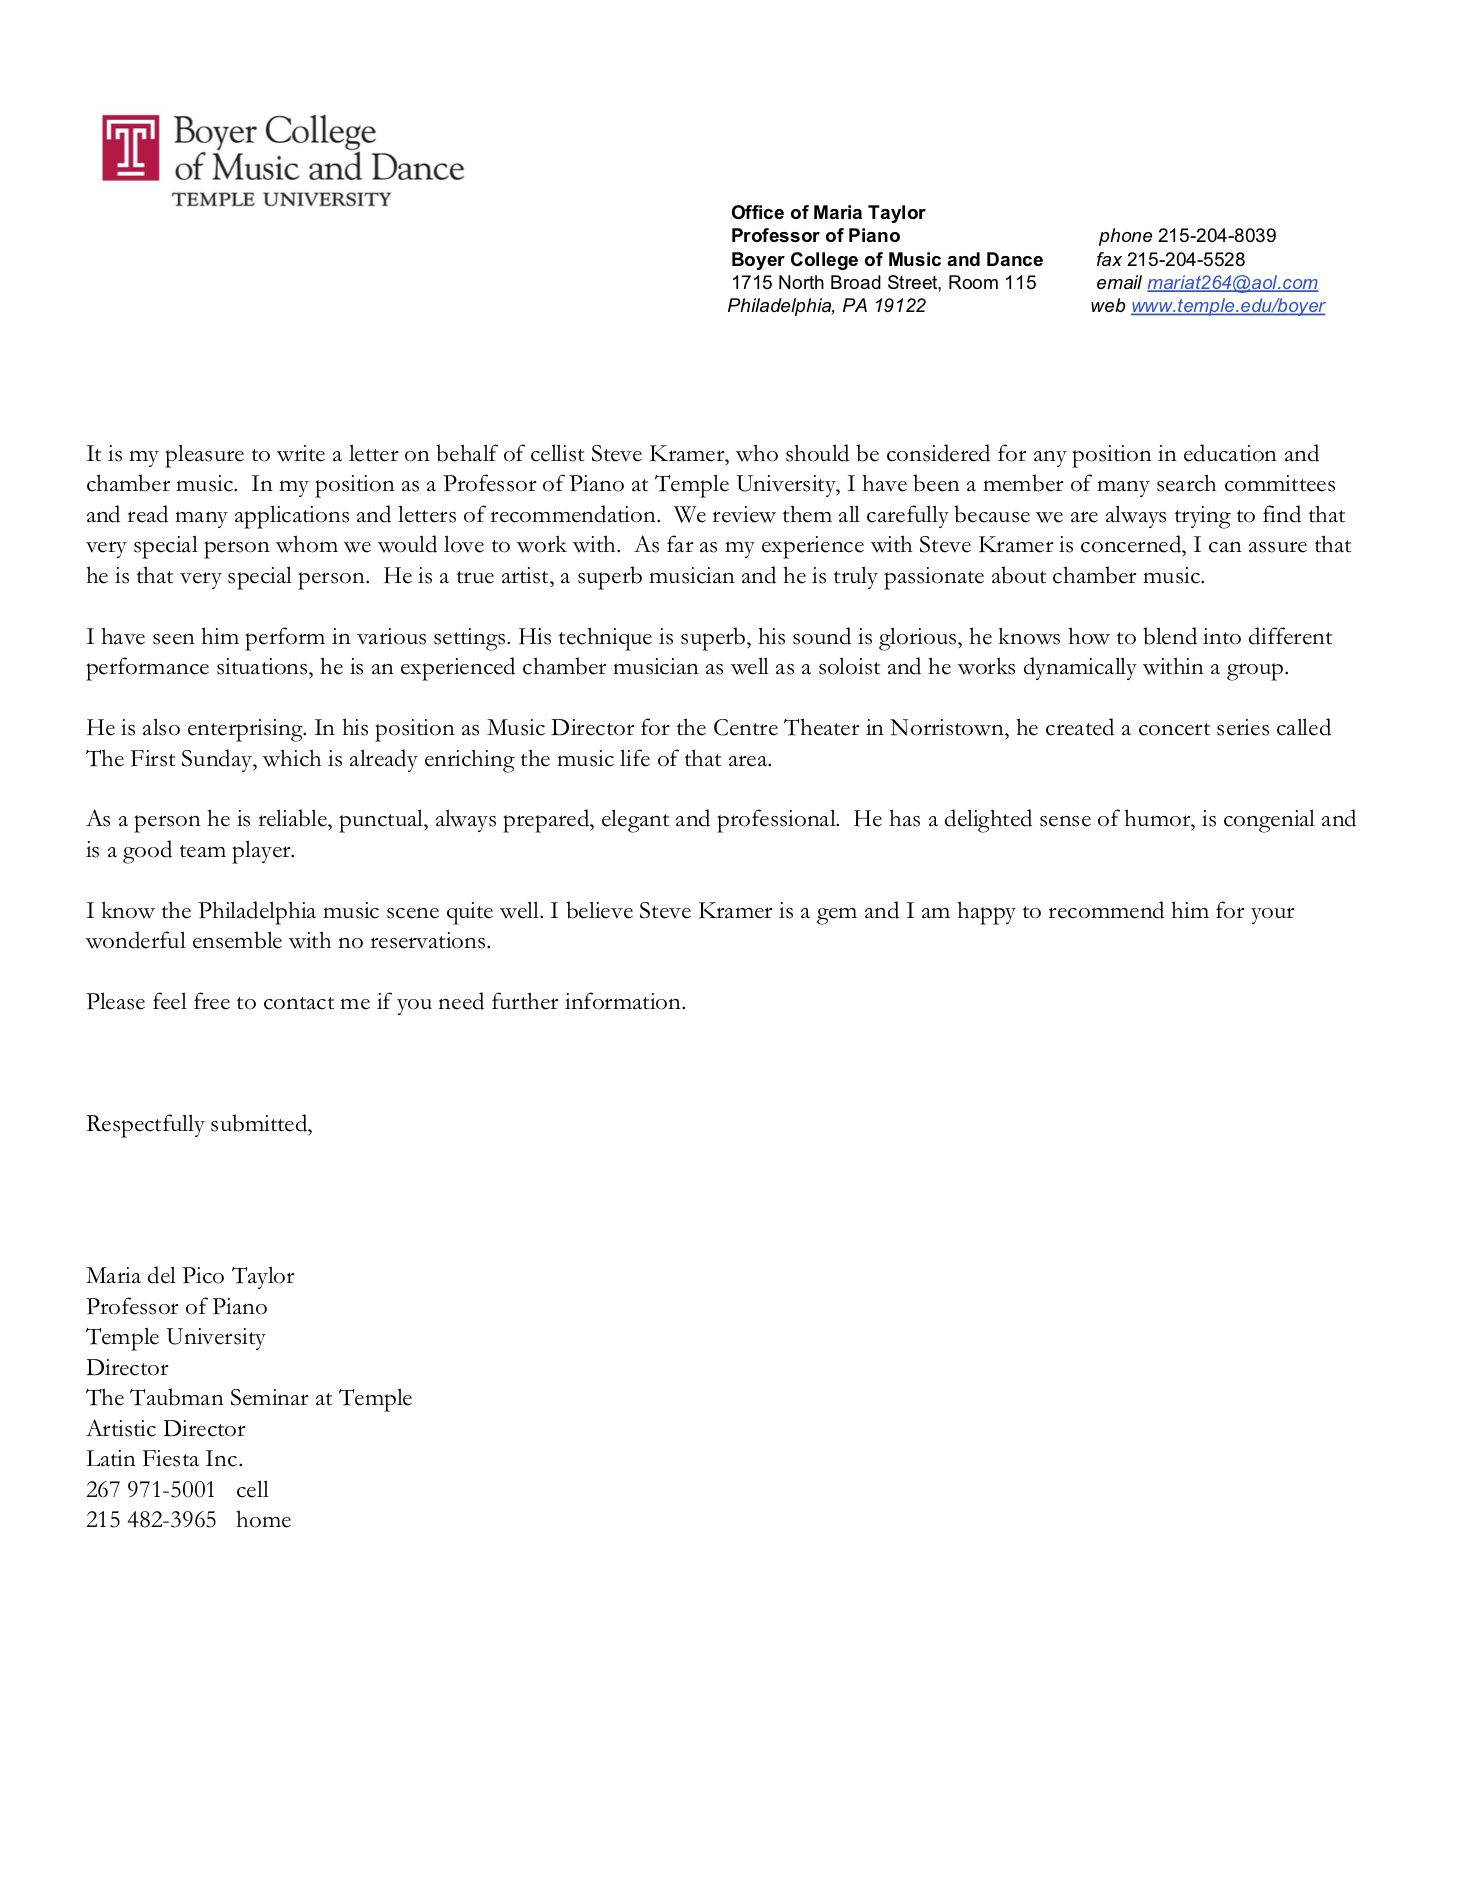 Boyer College
of Music and Dance
TEMPLE UNIVERSITY
Office of Maria Taylor
Professor of Piano phone 215-204-8039
Boyer College of Music and Dance fax 215-204-5528
1715 North Broad Street, Room 115 email mariat264@aol.com
Philadelphia, PA 19122 web www.temple.edu/boyer
It is my pleasure to write a letter on behalf of cellist Steve Kramer, who should be considered for any position in education and
chamber music.  In my position as a Professor of Piano at Temple University, I have been a member of many search committees
and read many applications and letters of recommendation.  We review them all carefully because we are always trying to find that
very special person whom we would love to work with.  As far as my experience with Steve Kramer is concerned, I can assure that
he is that very special person.  He is a true artist, a superb musician and he is truly passionate about chamber music.
I have seen him perform in various settings. His technique is superb, his sound is glorious, he knows how to blend into different
performance situations, he is an experienced chamber musician as well as a soloist and he works dynamically within a group.
He is also enterprising. In his position as Music Director for the Centre Theater in Norristown, he created a concert series called
The First Sunday, which is already enriching the music life of that area.
As a person he is reliable, punctual, always prepared, elegant and professional.  He has a delighted sense of humor, is congenial and
is a good team player.
I know the Philadelphia music scene quite well. I believe Steve Kramer is a gem and I am happy to recommend him for your
wonderful ensemble with no reservations.
Please feel free to contact me if you need further information.
Respectfully submitted,
Maria del Pico Taylor
Professor of Piano
Temple University
Director
The Taubman Seminar at Temple
Artistic Director
Latin Fiesta Inc.
267 971-5001   cell
215 482-3965   home